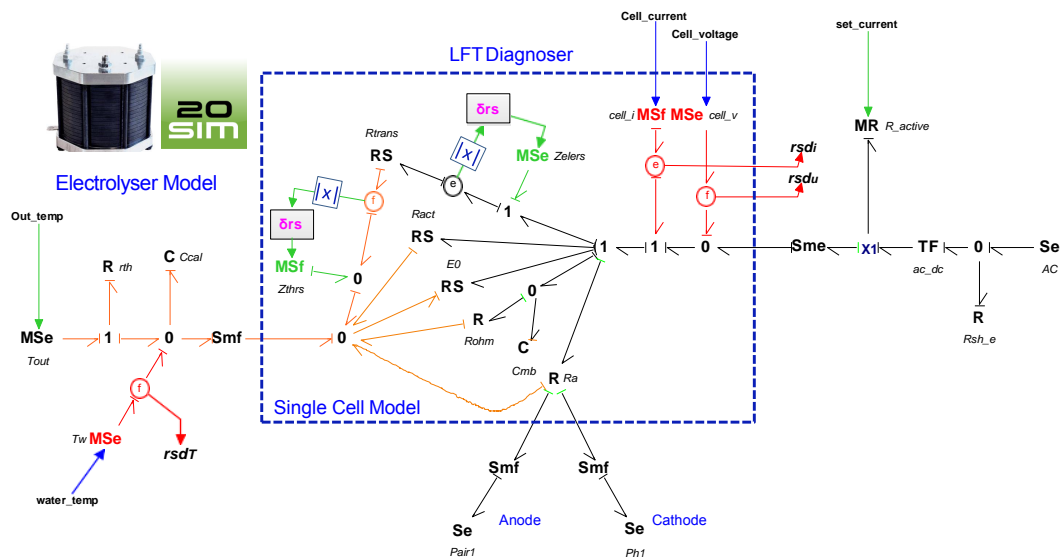 Cell_current
Cell_voltage
set_current
LFT Diagnoser
20
SIM
δrs
cell_i MSf MSe cell_v
MR R_active
Rtrans
|x|
MSe Zelers
rsdi
RS
e
e
rsdu
Electrolyser Model
|x|
f
f
Out_temp
δrs
Ract
1
RS
1 1 0 Sme X1 TF 0 Se
ac_dc
AC
R rth
C Ccal
MSf
Zthrs
0
E0
RS
0
R
Rsh_e
R
Rohm
C
Cmb
MSe
Tout
1 0 Smf 0
R Ra
f
Single Cell Model
Tw MSe
rsdT
water_temp
Smf
Smf
Se
Pair1
Anode
Se
Ph1
Cathode